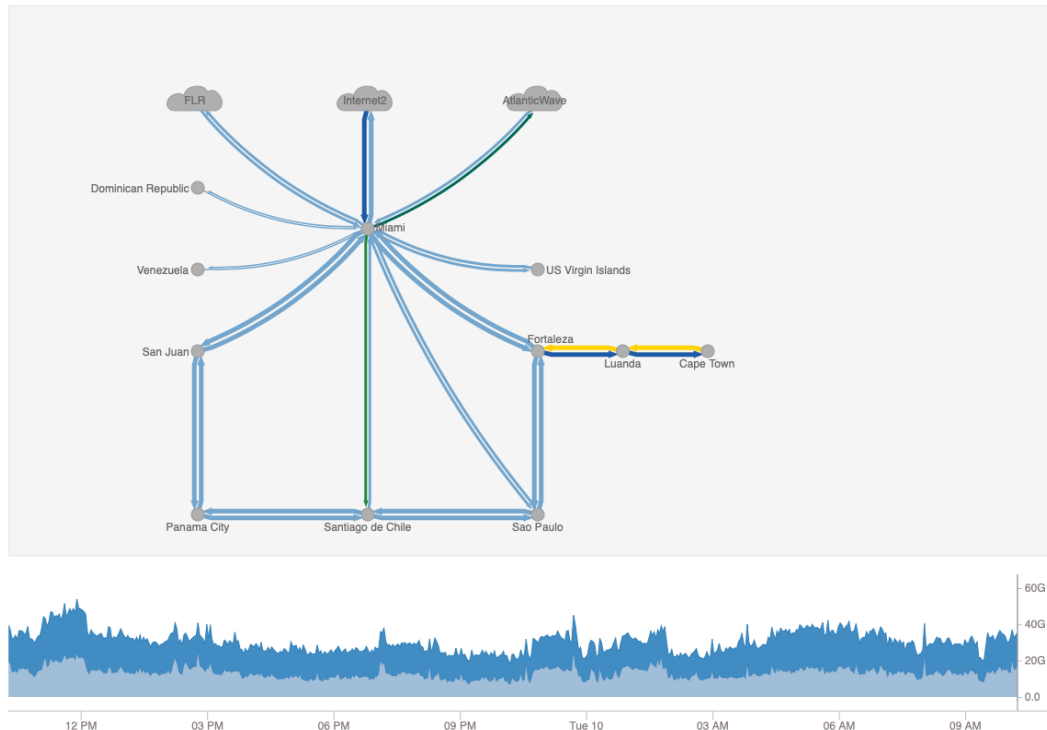 FLR
Internet2
AtlanticWave
Dominican Republic
Miami
Venezuela
US Virgin Islands
San Juan
Fortaleza
Luanda
Cape Town
Panama City
Santiago de Chile
Sao Paulo
60G
40G
20G
0.0
12 PM
03 PM
06 PM
09 PM
Tue 10
03 AM
06 AM
09 AM